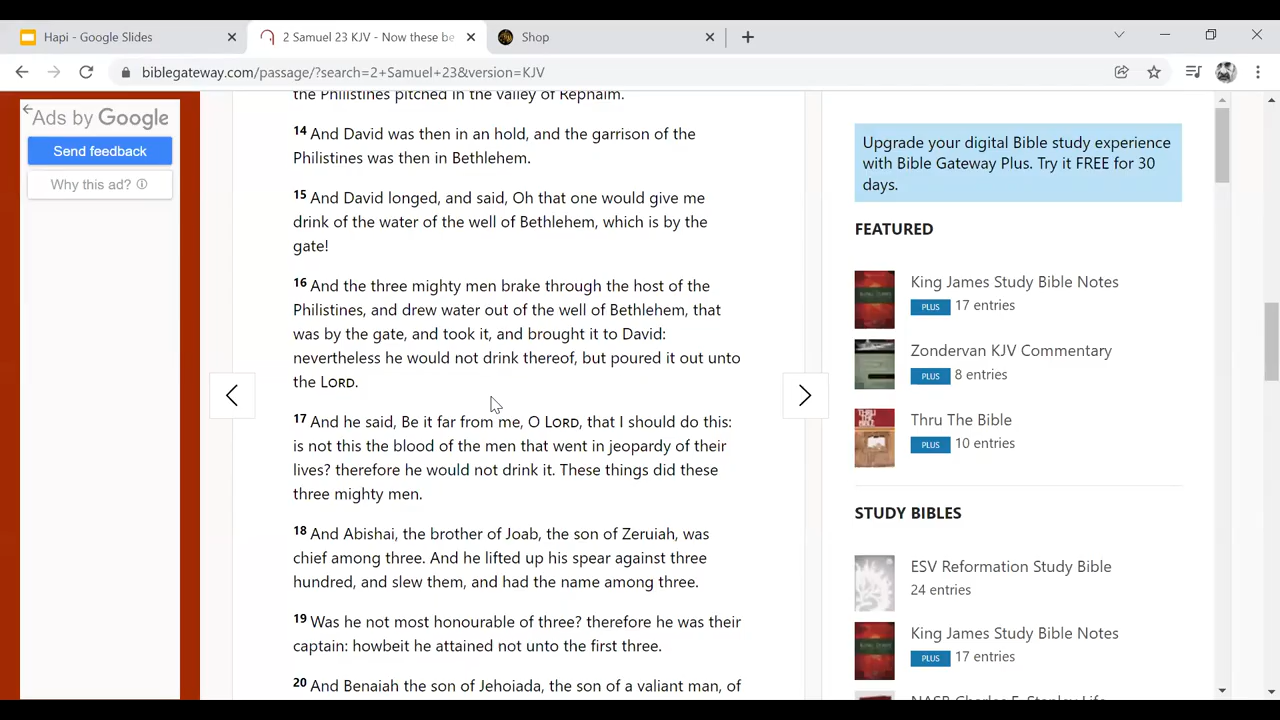 Hapi - Google Slides
2 Samuel 23 KJV - Now these be
Shop
biblegateway.com/passage/?search=2+Samuel+23&version=KJV
Ads by Google
Send feedback
Why this ad?
the Philistines pitched in the valley of Rephaim.
14 And David was then in an hold, and the garrison of the
Philistines was then in Bethlehem.
15 And David longed, and said, Oh that one would give me
drink of the water of the well of Bethlehem, which is by the
gate!
16 And the three mighty men brake through the host of the
Philistines, and drew water out of the well of Bethlehem, that
was by the gate, and took it, and brought it to David:
nevertheless he would not drink thereof, but poured it out unto
the LORD.
17 And he said, Be it far from me, O LORD, that I should do this:
is not this the blood of the men that went in jeopardy of their
lives? therefore he would not drink it. These things did these
three mighty men.
18 And Abishai, the brother of Joab, the son of Zeruiah, was
chief among three. And he lifted up his spear against three
hundred, and slew them, and had the name among three.
19 Was he not most honourable of three? therefore he was their
captain: howbeit he attained not unto the first three.
20 And Benaiah the son of Jehoiada, the son of a valiant man, of
Upgrade your digital Bible study experience
with Bible Gateway Plus. Try it FREE for 30
days.
FEATURED
King James Study Bible Notes
PLUS 17 entries
Zondervan KJV Commentary
PLUS 8 entries
Thru The Bible
PLUS 10 entries
STUDY BIBLES
ESV Reformation Study Bible
24 entries
King James Study Bible Notes
PLUS 17 entries
NASB Charles F. Stanley Life